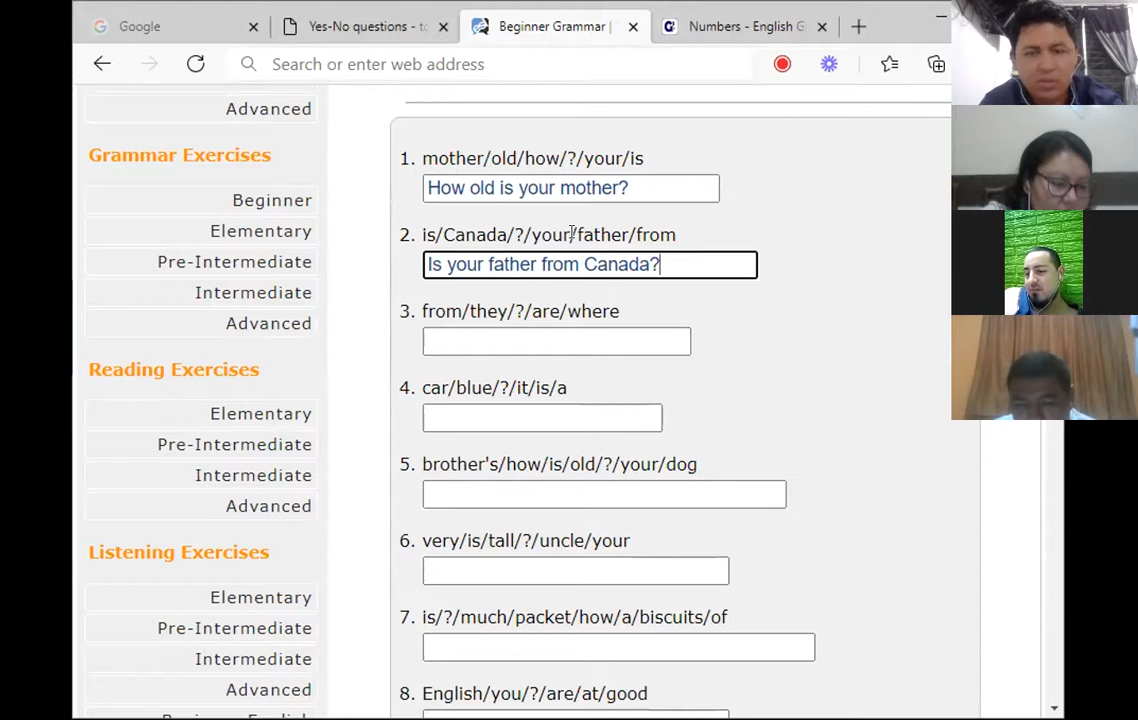 Google
Yes-No questions - to
Beginner Grammar |
Numbers - English G
Search or enter web address
Advanced
Grammar Exercises
Beginner
Elementary
Pre-Intermediate
Intermediate
Advanced
Reading Exercises
Elementary
Pre-Intermediate
Intermediate
Advanced
Listening Exercises
Elementary
Pre-Intermediate
Intermediate
Advanced
Beginner English
1. mother/old/how/?/your/is
How old is your mother?
2. is/Canada/?/your/father/from
Is your father from Canada?
3. from/they/?/are/where
4. car/blue/?/it/is/a
5. brother's/how/is/old/?/your/dog
6. very/is/tall/?/uncle/your
7. is/?/much/packet/how/a/biscuits/of
8. English/you/?/are/at/good